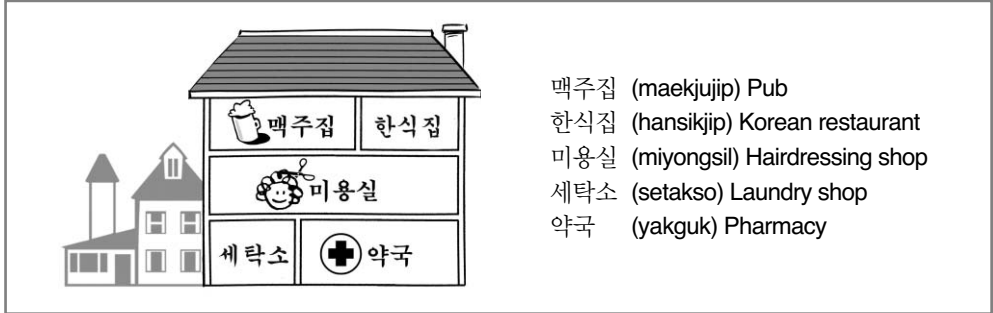 맥주집 한식집
미용실
세탁소 약국
맥주집 (maekjujip) Pub
한식집 (hansikjip) Korean restaurant
미용실 (miyongsil) Hairdressing shop
세탁소 (setakso) Laundry shop
약국 (yakguk) Pharmacy